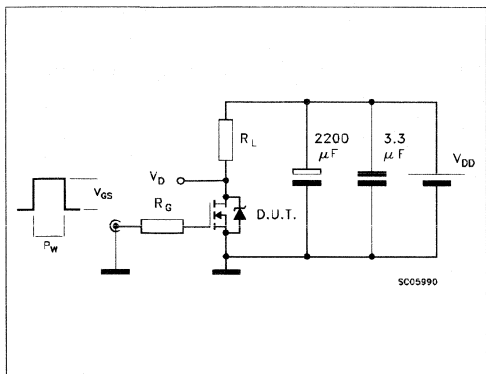 R_L
2200 μF
3.3 μF
V_DD
V_D
V_GS
R_G
D.U.T.
P_W
SC05990